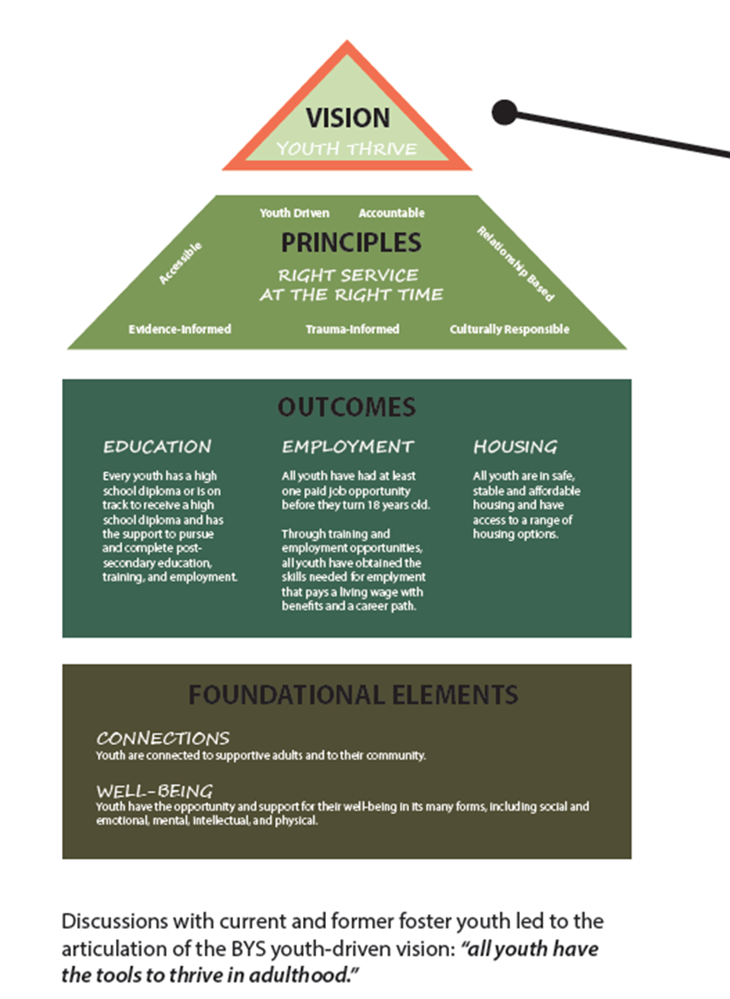 VISION
YOUTH THRIVE
Youth Driven
Accountable
Accessible
PRINCIPLES
Relationship Based
RIGHT SERVICE
AT THE RIGHT TIME
Evidence-Informed
Trauma-Informed
Culturally Responsible
OUTCOMES
EDUCATION
Every youth has a high
school diploma or is on
track to receive a high
school diploma and has
the support to pursue
and complete post-
secondary education,
training, and employment.
EMPLOYMENT
All youth have had at least
one paid job opportunity
before they turn 18 years old.
Through training and
employment opportunities,
all youth have obtained the
skills needed for emplyment
that pays a living wage with
benefits and a career path.
HOUSING
All youth are in safe,
stable and affordable
housing and have
access to a range of
housing options.
FOUNDATIONAL ELEMENTS
CONNECTIONS
Youth are connected to supportive adults and to their community.
WELL-BEING
Youth have the opportunity and support for their well-being in its many forms, including social and
emotional, mental, intellectual, and physical.
Discussions with current and former foster youth led to the
articulation of the BYS youth-driven vision: “all youth have
the tools to thrive in adulthood.”